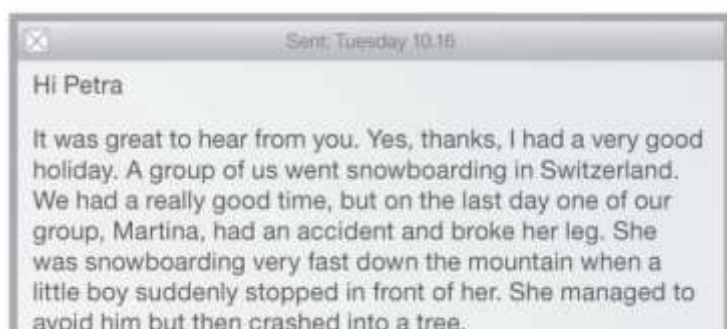 Sent: Tuesday 10.16
Hi Petra
It was great to hear from you. Yes, thanks, I had a very good
holiday. A group of us went snowboarding in Switzerland.
We had a really good time, but on the last day one of our
group, Martina, had an accident and broke her leg. She
was snowboarding very fast down the mountain when a
little boy suddenly stopped in front of her. She managed to
avoid him but then crashed into a tree.